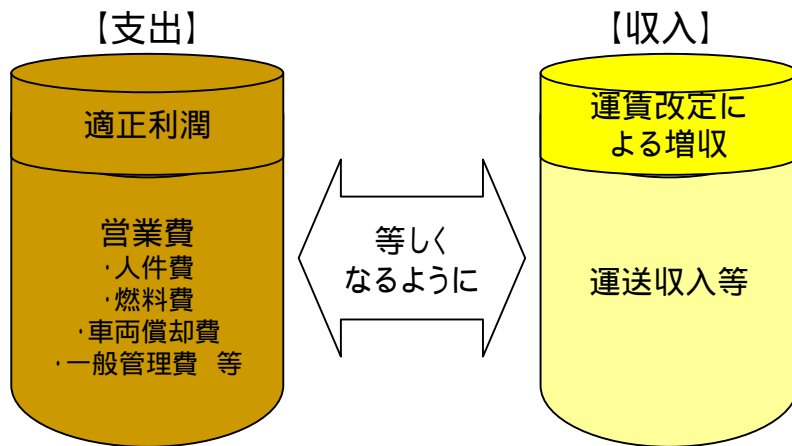 【支出】
適正利潤
営業費
・人件費
・燃料費
・車両償却費
・一般管理費 等
等しく
なるように
【収入】
運賃改定に
よる増収
運送収入等